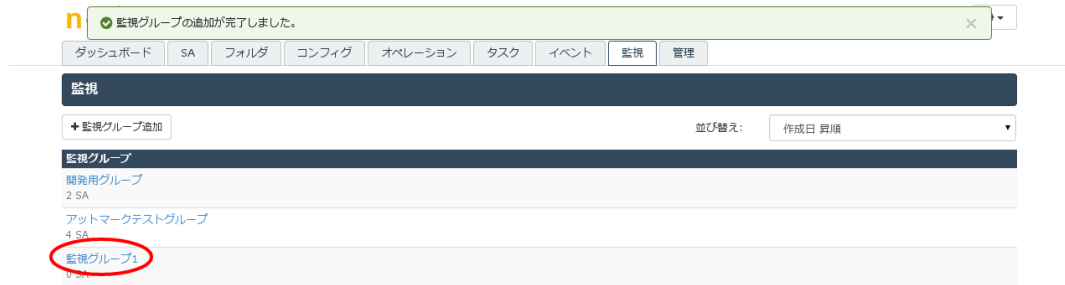 監視グループの追加が完了しました。
ダッシュボード SA フォルダ コンフィグ オペレーション タスク イベント 監視 管理
監視
+監視グループ追加 並び替え: 作成日 昇順
監視グループ
開発用グループ
2 SA
アットマークテストグループ
4 SA
監視グループ1
0 SA